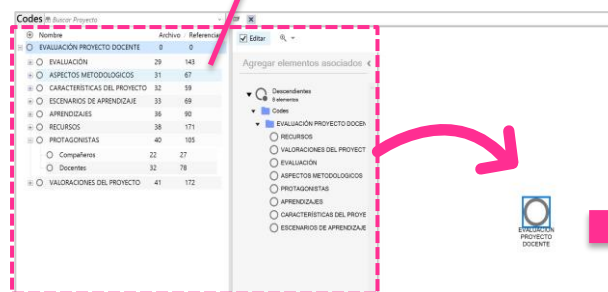 Codes Buscar Proyecto
Nombre Archivo Referencias
EVALUACIÓN PROYECTO DOCENTE 0 0
EVALUACIÓN 29 143
ASPECTOS METODOLOGICOS 31 67
CARACTERÍSTICAS DEL PROYECTO 32 59
ESCENARIOS DE APRENDIZAJE 33 69
APRENDIZAJES 36 90
RECURSOS 38 171
PROTAGONISTAS 40 105
Compañeros 22 27
Docentes 32 78
VALORACIONES DEL PROYECTO 41 172
Editar
Agregar elementos asociados
Descendientes
8 elementos
Codes
EVALUACIÓN PROYECTO DOCEN
RECURSOS
VALORACIONES DEL PROYECT
EVALUACIÓN
ASPECTOS METODOLOGICOS
PROTAGONISTAS
APRENDIZAJES
CARACTERÍSTICAS DEL PROYE
ESCENARIOS DE APRENDIZAJE
EVALUACIÓN
PROYECTO
DOCENTE